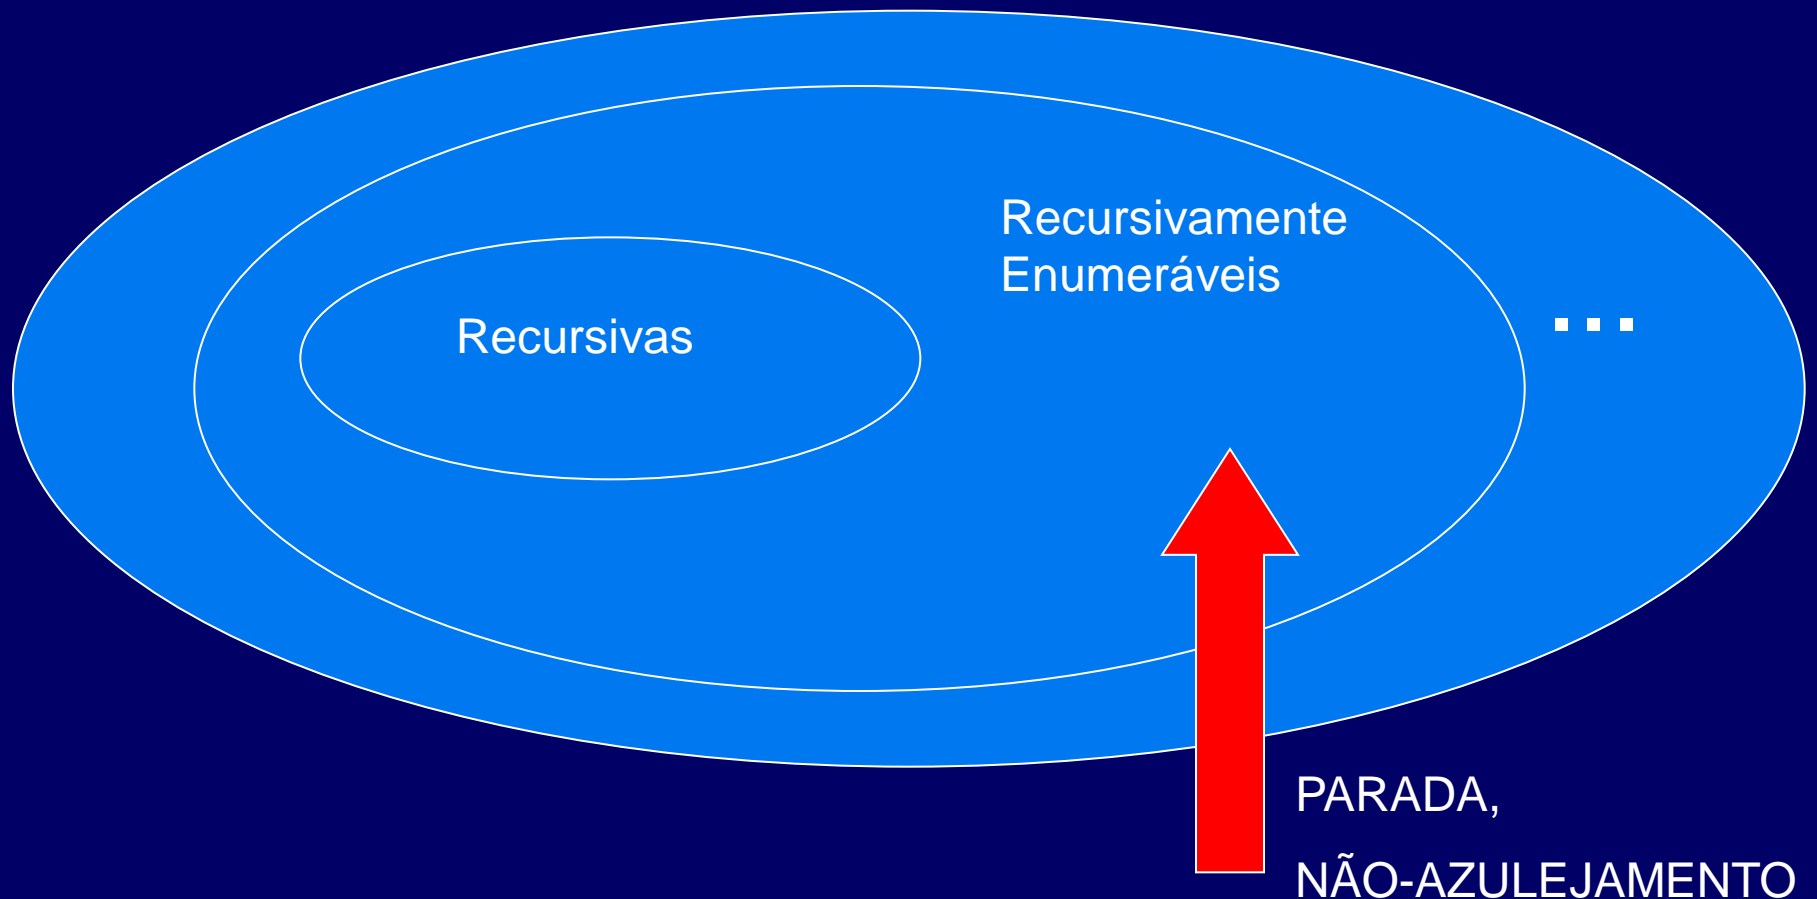 Recursivamente
Enumeráveis
Recursivas
...
PARADA,
NÃO-AZULEJAMENTO